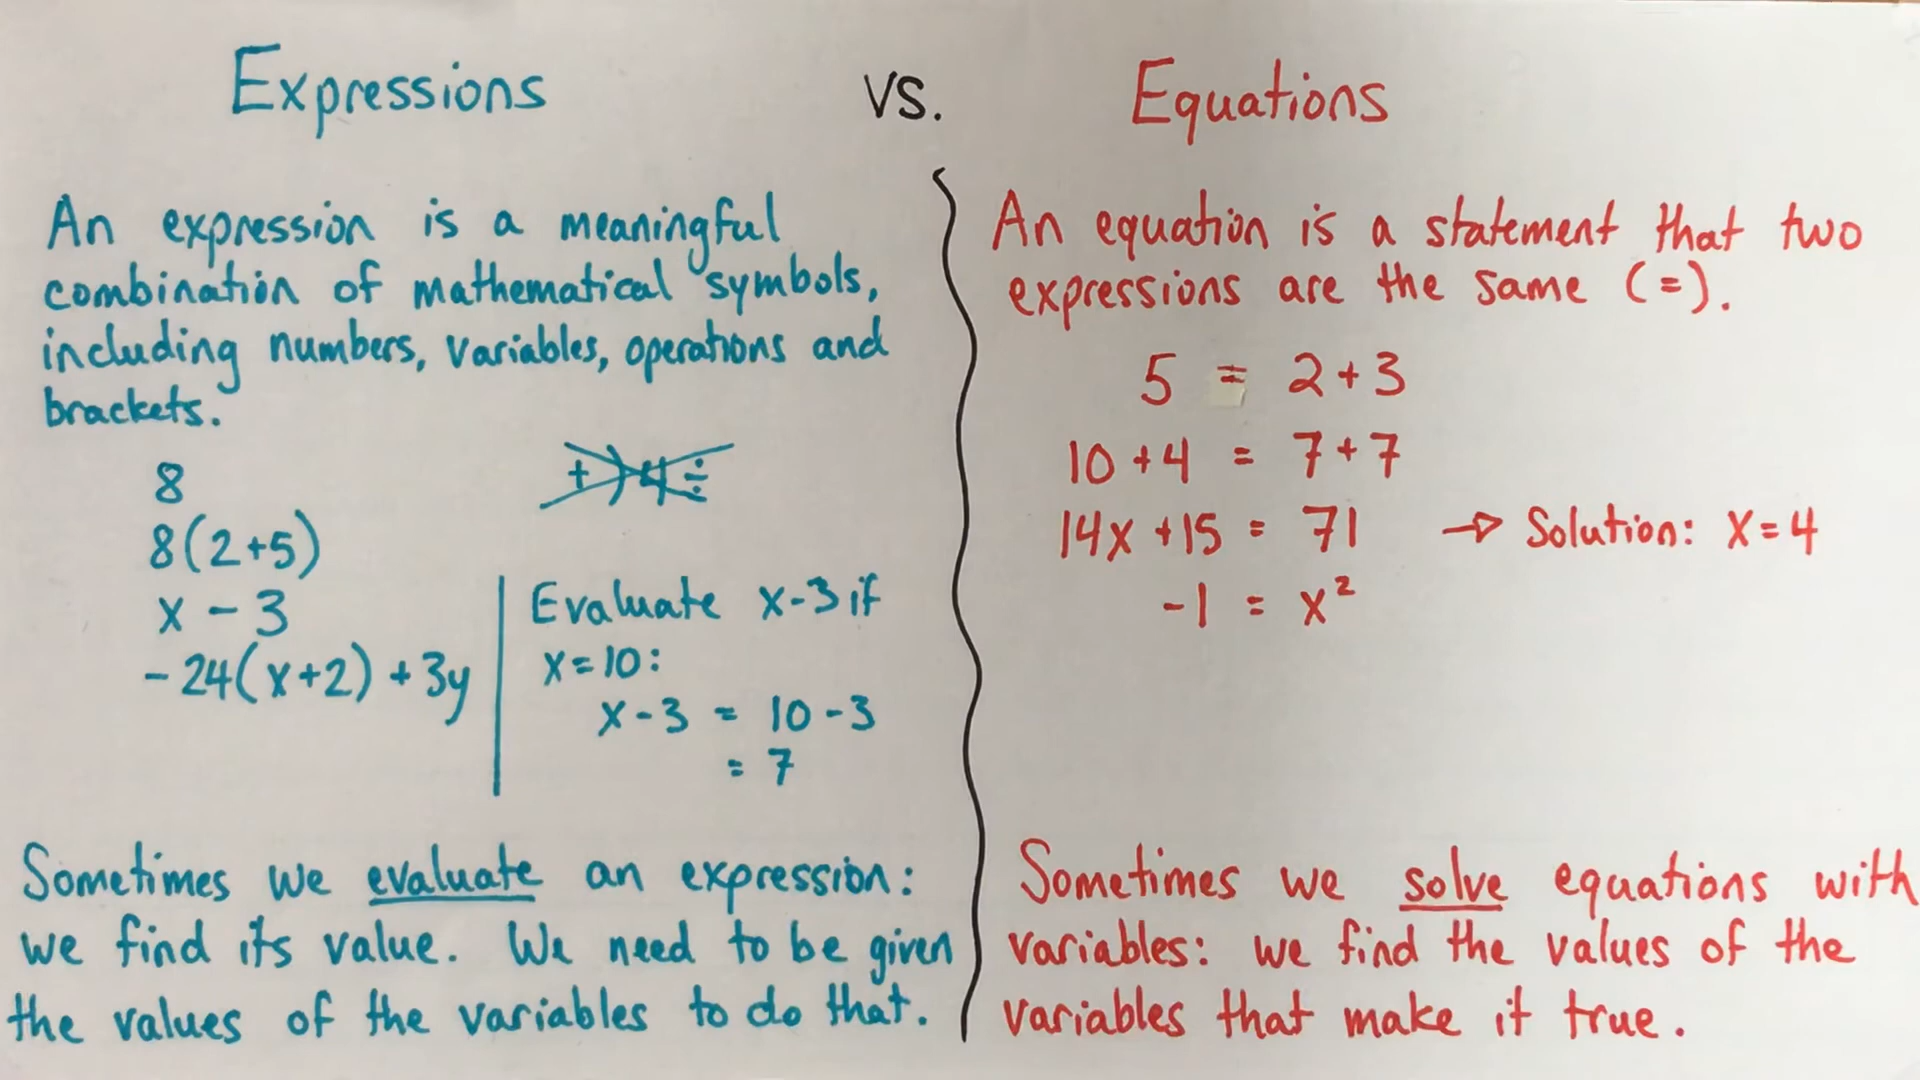 Expressions vs. Equations
An expression is a meaningful
combination of mathematical symbols,
including numbers, variables, operations and
brackets.
8
8(2+5)
x - 3
-24(x+2) + 3y
+)4÷
Evaluate x-3 if
x=10:
x-3 = 10-3
= 7
Sometimes we evaluate an expression:
we find its value. We need to be given
the values of the variables to do that.
An equation is a statement that two
expressions are the same (=).
5 = 2+3
10+4 = 7+7
14x+15 = 71 → Solution: x=4
-1 = x²
Sometimes we solve equations with
variables: we find the values of the
variables that make it true.